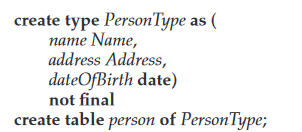 create type PersonType as (
name Name,
address Address,
dateOfBirth date)
not final
create table person of PersonType;